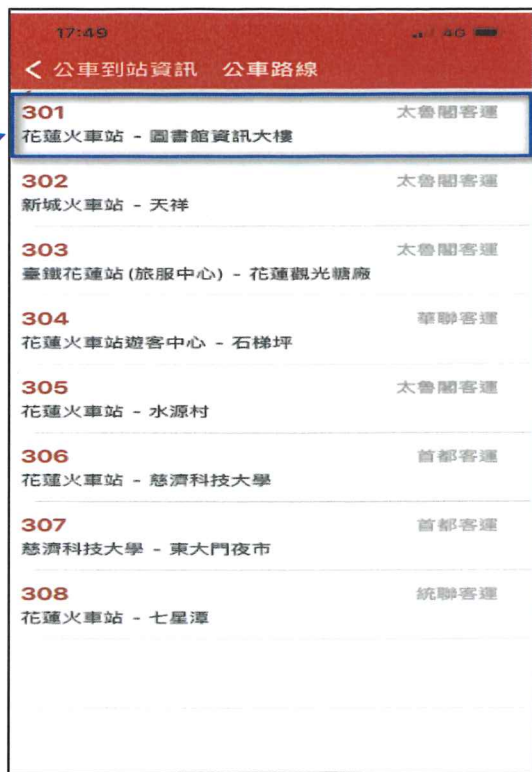 17:49 4G
公車到站資訊 公車路線
301 太魯閣客運
花蓮火車站 - 圖書館資訊大樓
302 太魯閣客運
新城火車站 - 天祥
303 太魯閣客運
臺鐵花蓮站(旅服中心) - 花蓮觀光糖廠
304 華聯客運
花蓮火車站遊客中心 - 石梯坪
305 太魯閣客運
花蓮火車站 - 水源村
306 首都客運
花蓮火車站 - 慈濟科技大學
307 首都客運
慈濟科技大學 - 東大門夜市
308 統聯客運
花蓮火車站 - 七星潭